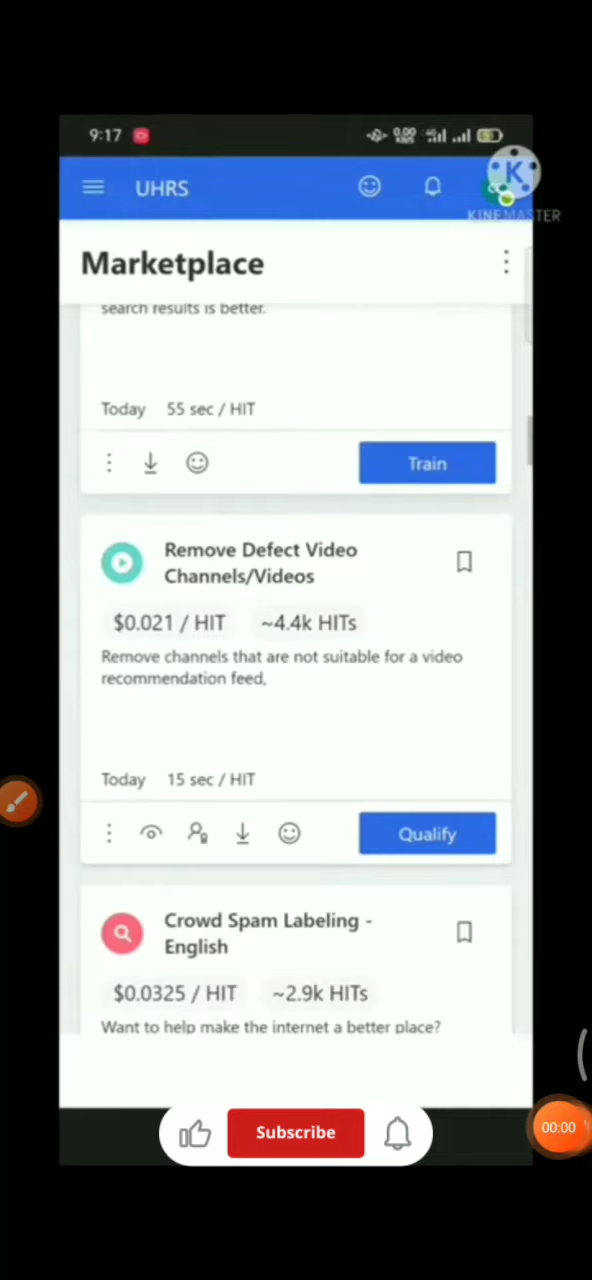 9:17
0.00
KB/S
UHRS
KINEMASTER
Marketplace
search results is better.
Today 55 sec / HIT
Train
Remove Defect Video
Channels/Videos
$0.021 / HIT ~4.4k HITs
Remove channels that are not suitable for a video
recommendation feed,
Today 15 sec / HIT
Qualify
Crowd Spam Labeling -
English
$0.0325 / HIT ~2.9k HITs
Want to help make the internet a better place?
Subscribe
00:00